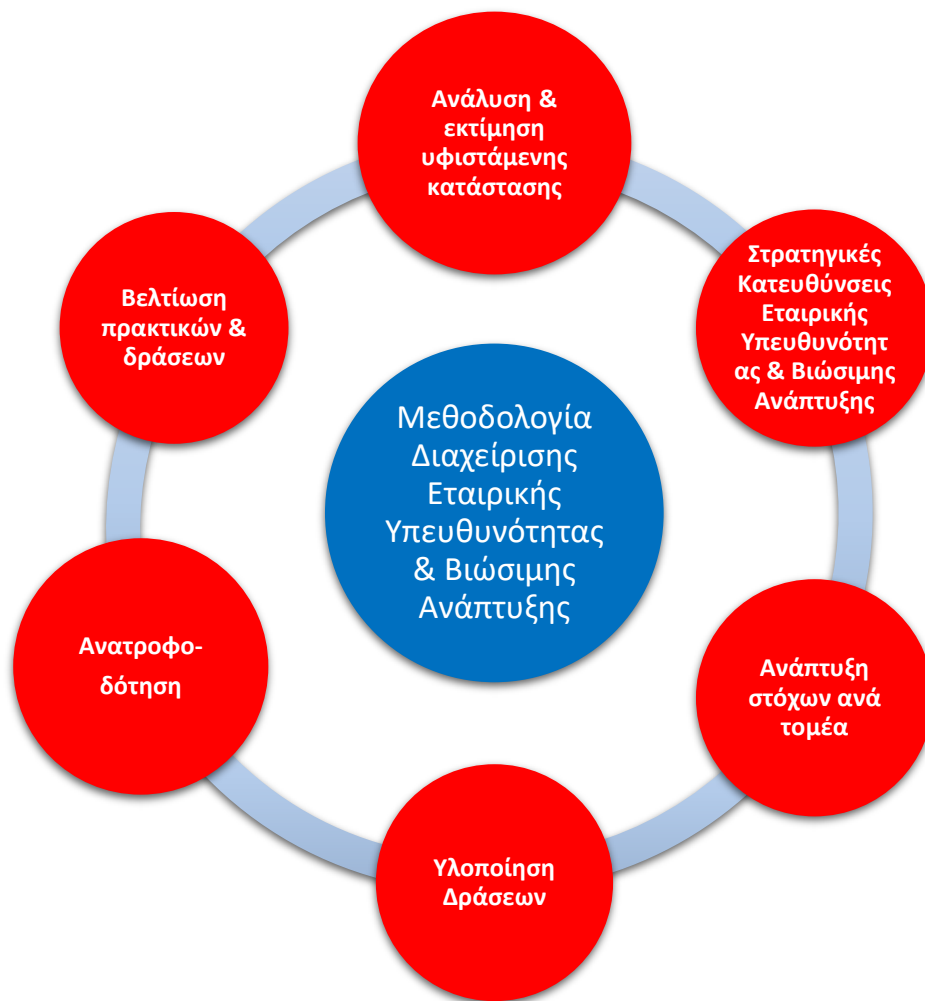 Ανάλυση &
εκτίμηση
υφιστάμενης
κατάστασης
Στρατηγικές
Κατευθύνσεις
Εταιρικής
Υπευθυνότητ
ας & Βιώσιμης
Ανάπτυξης
Ανάπτυξη
στόχων ανά
τομέα
Υλοποίηση
Δράσεων
Ανατροφο-
δότηση
Βελτίωση
πρακτικών &
δράσεων
Μεθοδολογία
Διαχείρισης
Εταιρικής
Υπευθυνότητας
& Βιώσιμης
Ανάπτυξης